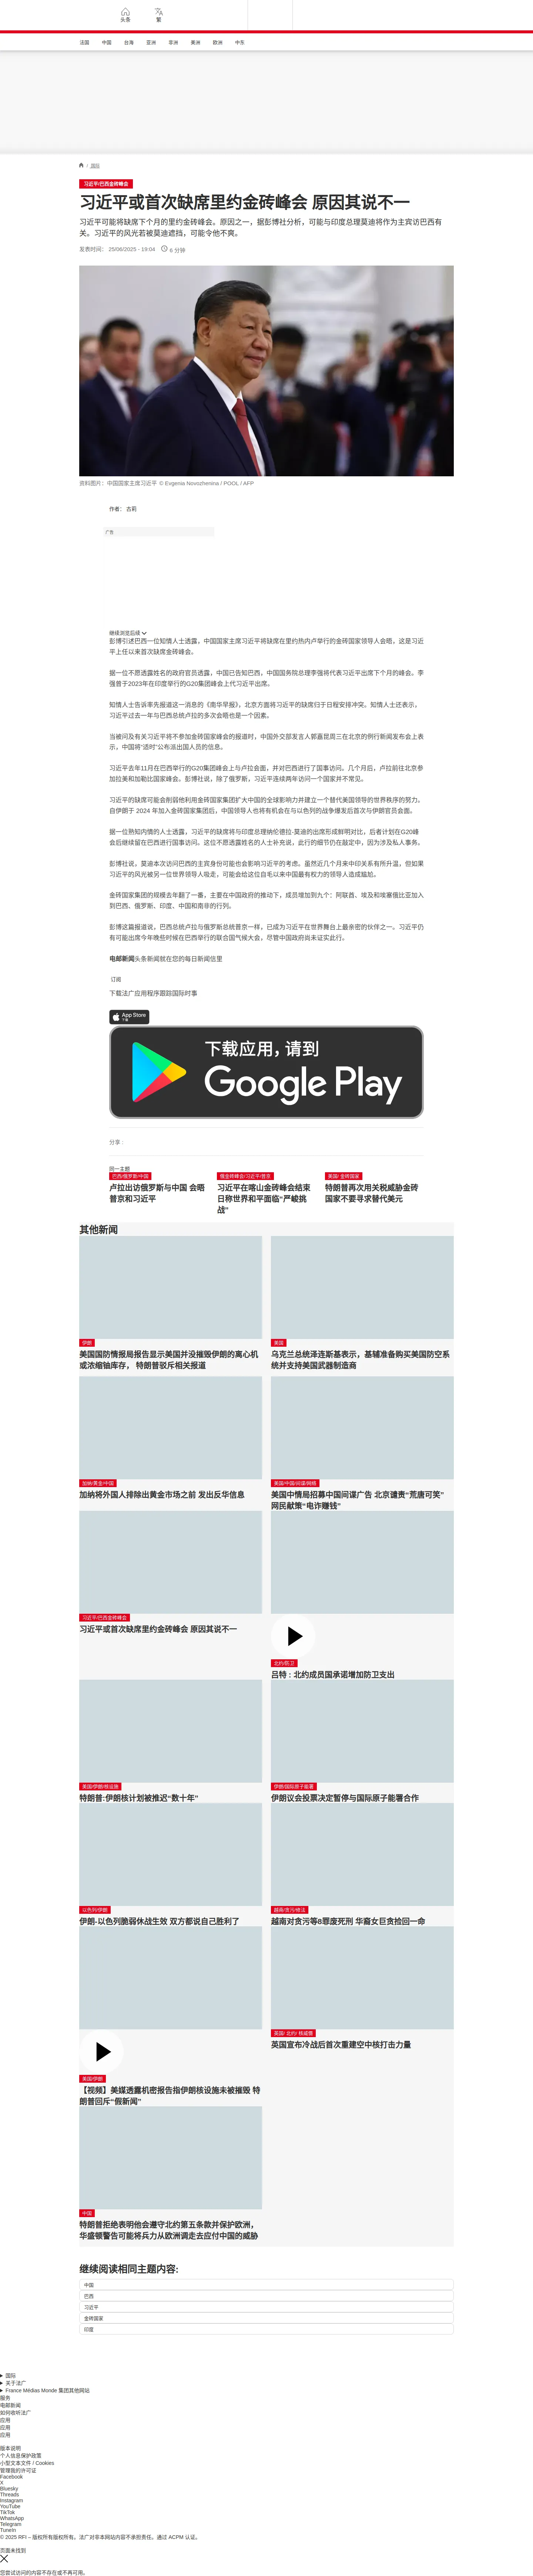 头条
繁
法国 中国 台海 亚洲 非洲 美洲 欧洲 中东
/ 国际
习近平/巴西金砖峰会
习近平或首次缺席里约金砖峰会 原因其说不一
习近平可能将缺席下个月的里约金砖峰会。原因之一，据彭博社分析，可能与印度总理莫迪将作为主宾访巴西有
关。习近平的风光若被莫迪遮挡，可能令他不爽。
发表时间： 25/06/2025 - 19:04 6 分钟
资料图片：中国国家主席习近平 © Evgenia Novozhenina / POOL / AFP
作者： 古莉
广告
继续浏览后续
彭博引述巴西一位知情人士透露，中国国家主席习近平将缺席在里约热内卢举行的金砖国家领导人会晤，这是习近
平上任以来首次缺席金砖峰会。
据一位不愿透露姓名的政府官员透露，中国已告知巴西，中国国务院总理李强将代表习近平出席下个月的峰会。李
强曾于2023年在印度举行的G20集团峰会上代习近平出席。
知情人士告诉率先报道这一消息的《南华早报》，北京方面将习近平的缺席归于日程安排冲突。知情人士还表示，
习近平过去一年与巴西总统卢拉的多次会晤也是一个因素。
当被问及有关习近平将不参加金砖国家峰会的报道时，中国外交部发言人郭嘉昆周三在北京的例行新闻发布会上表
示，中国将“适时”公布派出国人员的信息。
习近平去年11月在巴西举行的G20集团峰会上与卢拉会面，并对巴西进行了国事访问。几个月后，卢拉前往北京参
加拉美和加勒比国家峰会。彭博社说，除了俄罗斯，习近平连续两年访问一个国家并不常见。
习近平的缺席可能会削弱他利用金砖国家集团扩大中国的全球影响力并建立一个替代美国领导的世界秩序的努力。
自伊朗于 2024 年加入金砖国家集团后，中国领导人也将有机会在与以色列的战争爆发后首次与伊朗官员会面。
据一位熟知内情的人士透露，习近平的缺席将与印度总理纳伦德拉·莫迪的出席形成鲜明对比，后者计划在G20峰
会后继续留在巴西进行国事访问。这位不愿透露姓名的人士补充说，此行的细节仍在敲定中，因为涉及私人事务。
彭博社说，莫迪本次访问巴西的主宾身份可能也会影响习近平的考虑。虽然近几个月来中印关系有所升温，但如果
习近平的风光被另一位世界领导人吸走，可能会给这位自毛以来中国最有权力的领导人造成尴尬。
金砖国家集团的规模去年翻了一番，主要在中国政府的推动下，成员增加到九个：阿联酋、埃及和埃塞俄比亚加入
到巴西、俄罗斯、印度、中国和南非的行列。
彭博这篇报道说，巴西总统卢拉与俄罗斯总统普京一样，已成为习近平在世界舞台上最亲密的伙伴之一。习近平仍
有可能出席今年晚些时候在巴西举行的联合国气候大会，尽管中国政府尚未证实此行。
电邮新闻头条新闻就在您的每日新闻信里
订阅
下载法广应用程序跟踪国际时事
App Store
下载
下载应用，请到
Google Play
分享 :
同一主题
巴西/俄罗斯/中国
卢拉出访俄罗斯与中国 会晤
普京和习近平
俄金砖峰会/习近平/普京
习近平在喀山金砖峰会结束
日称世界和平面临“严峻挑
战”
美国/ 金砖国家
特朗普再次用关税威胁金砖
国家不要寻求替代美元
其他新闻
伊朗
美国国防情报局报告显示美国并没摧毁伊朗的离心机
或浓缩铀库存， 特朗普驳斥相关报道
美国
乌克兰总统泽连斯基表示，基辅准备购买美国防空系
统并支持美国武器制造商
加纳/黄金/中国
加纳将外国人排除出黄金市场之前 发出反华信息
美国/中国/间谍/网络
美国中情局招募中国间谍广告 北京谴责“荒唐可笑”
网民献策“电诈赚钱”
习近平/巴西金砖峰会
习近平或首次缺席里约金砖峰会 原因其说不一
北约/防卫
吕特 : 北约成员国承诺增加防卫支出
美国/伊朗/核设施
特朗普:伊朗核计划被推迟“数十年”
伊朗/国际原子能署
伊朗议会投票决定暂停与国际原子能署合作
以色列/伊朗
伊朗-以色列脆弱休战生效 双方都说自己胜利了
越南/贪污/修法
越南对贪污等8罪废死刑 华裔女巨贪捡回一命
美国/伊朗
【视频】美媒透露机密报告指伊朗核设施未被摧毁 特
朗普回斥“假新闻”
英国/ 北约/ 核威慑
英国宣布冷战后首次重建空中核打击力量
中国
特朗普拒绝表明他会遵守北约第五条款并保护欧洲，
华盛顿警告可能将兵力从欧洲调走去应付中国的威胁
继续阅读相同主题内容:
中国
巴西
习近平
金砖国家
印度
国际
关于法广
France Médias Monde 集团其他网站
服务
电邮新闻
如何收听法广
应用
应用
应用
版本说明
个人信息保护政策
小型文本文件 / Cookies
管理我的许可证
Facebook
X
Bluesky
Threads
Instagram
YouTube
TikTok
WhatsApp
Telegram
TuneIn
© 2025 RFI – 版权所有版权所有。法广对非本网站内容不承担责任。通过 ACPM 认证。
页面未找到
您尝试访问的内容不存在或不再可用。